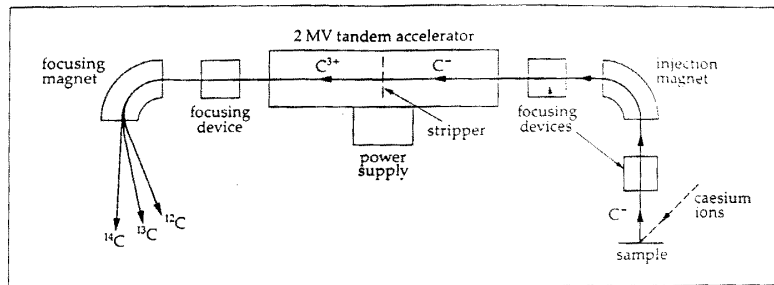 2 MV tandem accelerator
focusing
magnet
C³⁺
C⁻
injection
magnet
focusing
device
stripper
focusing
devices
power
supply
caesium
ions
C⁻
¹⁴C
¹³C
¹²C
sample